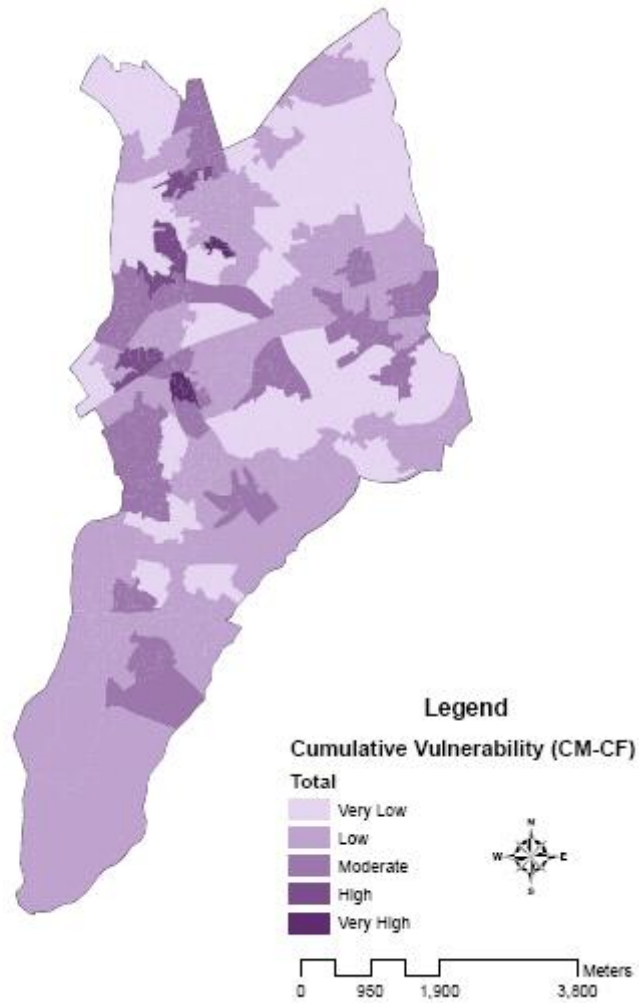 Legend
Cumulative Vulnerability (CM-CF)
Total
Very Low
Low
Moderate
High
Very High
N
W E
S
Meters
0 950 1,900 3,800